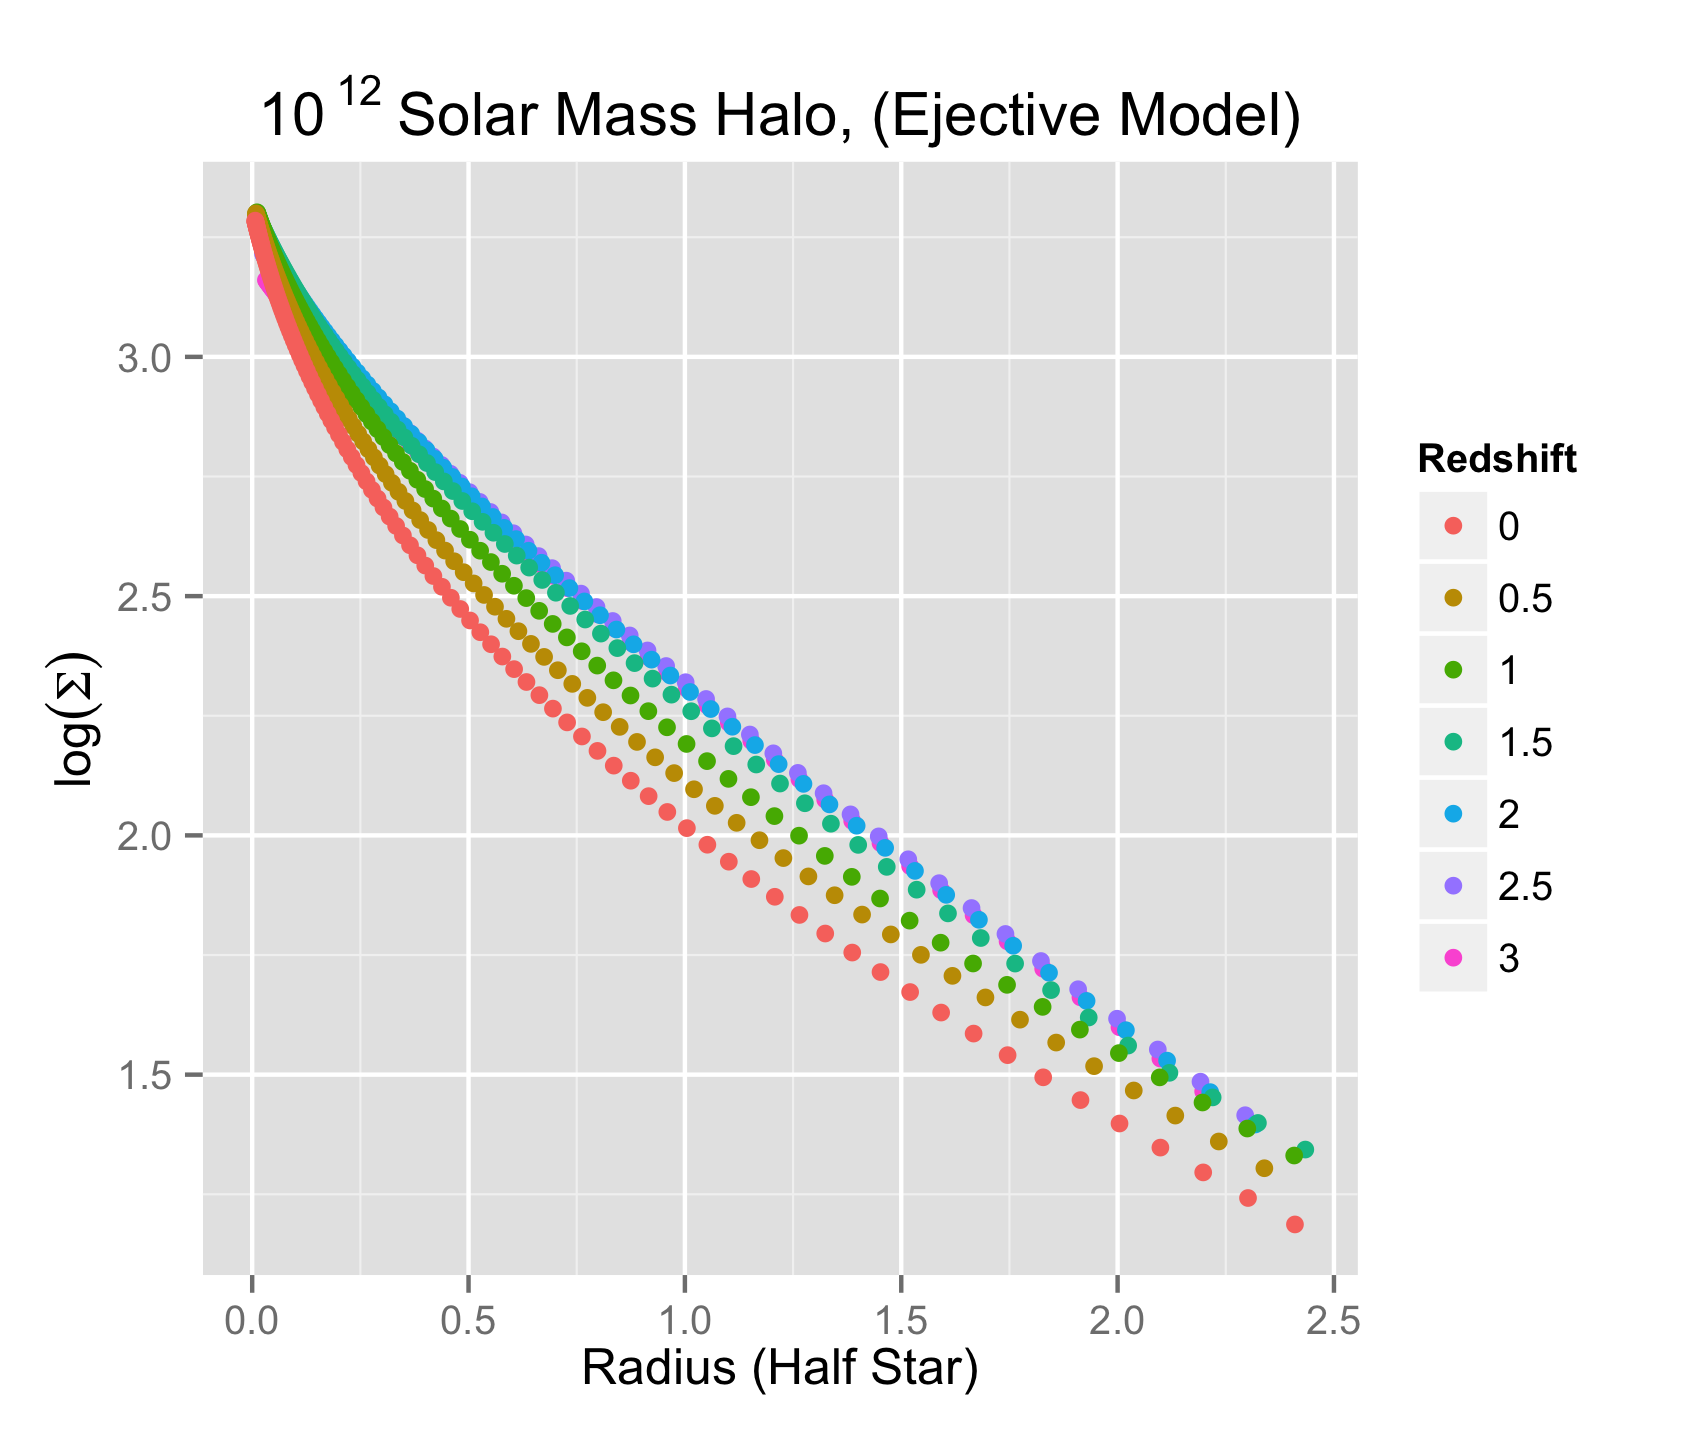 10 12 Solar Mass Halo, (Ejective Model)
log(Σ)
3.0
2.5
2.0
1.5
0.0 0.5 1.0 1.5 2.0 2.5
Radius (Half Star)
Redshift
0
0.5
1
1.5
2
2.5
3